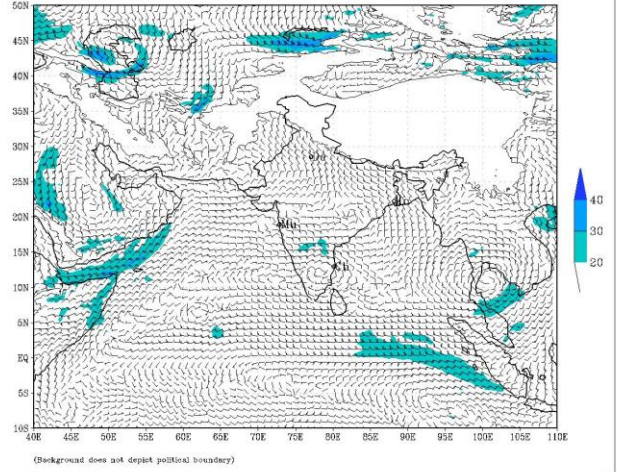 50N
45N
40N
35N
30N
25N
20N
15N
10N
5N
EQ
5S
10S
40E 45E 50E 55E 60E 65E 70E 75E 80E 85E 90E 95E 100E 105E 110E
Mu
Ch
40
30
20
(Background does not depict political boundary)